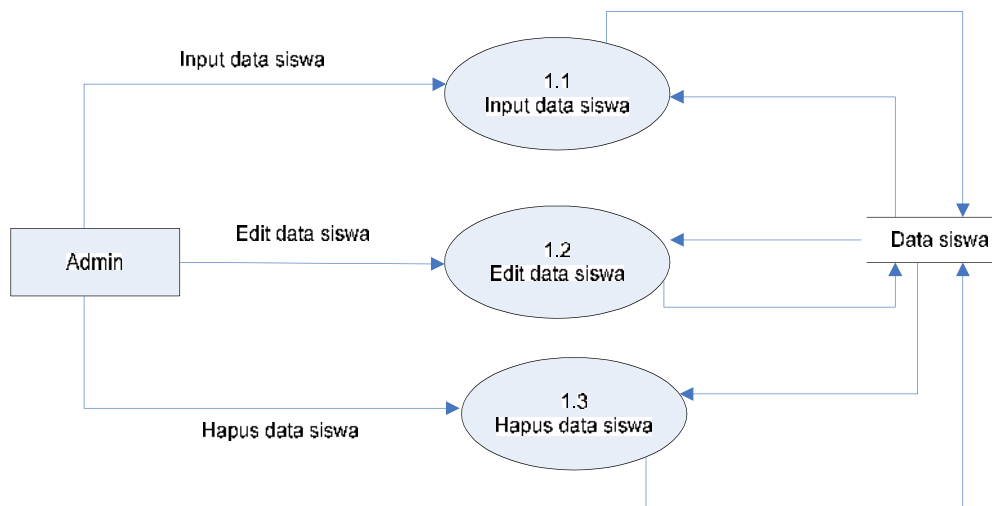 Input data siswa
1.1
Input data siswa
Edit data siswa
Admin
1.2
Edit data siswa
Data siswa
1.3
Hapus data siswa
Hapus data siswa